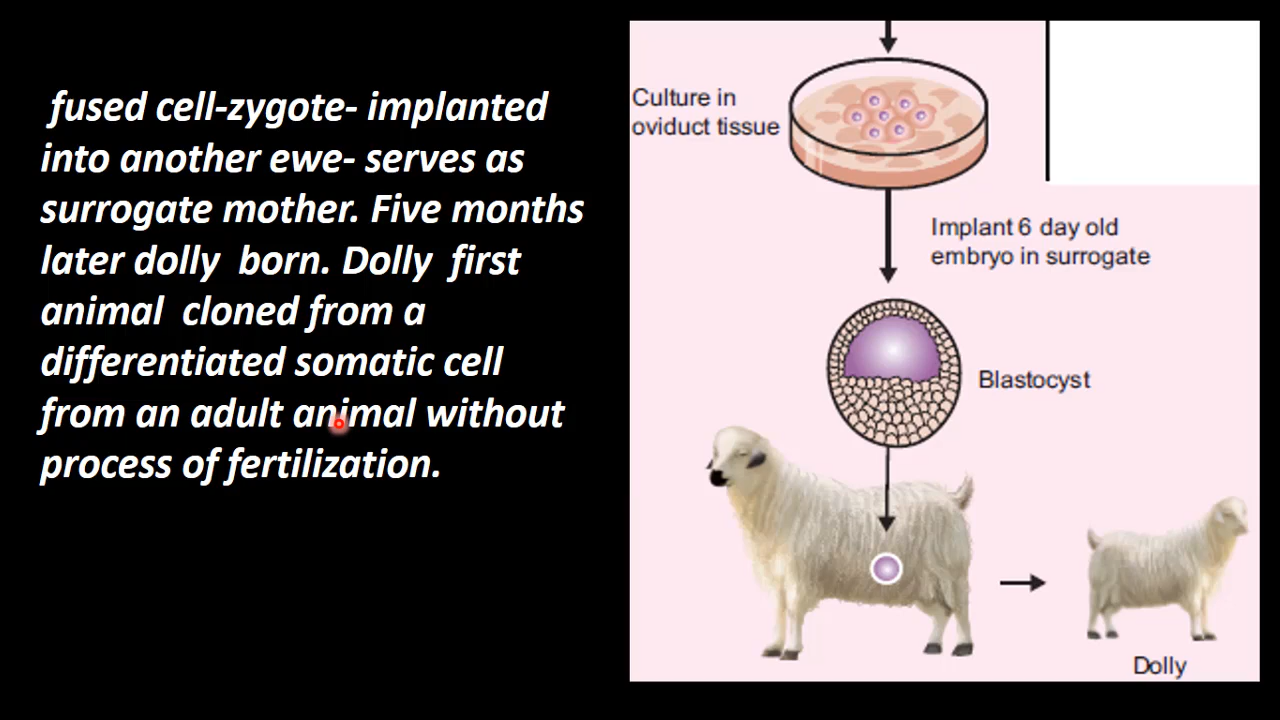 fused cell-zygote- implanted
into another ewe- serves as
surrogate mother. Five months
later dolly born. Dolly first
animal cloned from a
differentiated somatic cell
from an adult animal without
process of fertilization.
Culture in
oviduct tissue
Implant 6 day old
embryo in surrogate
Blastocyst
Dolly